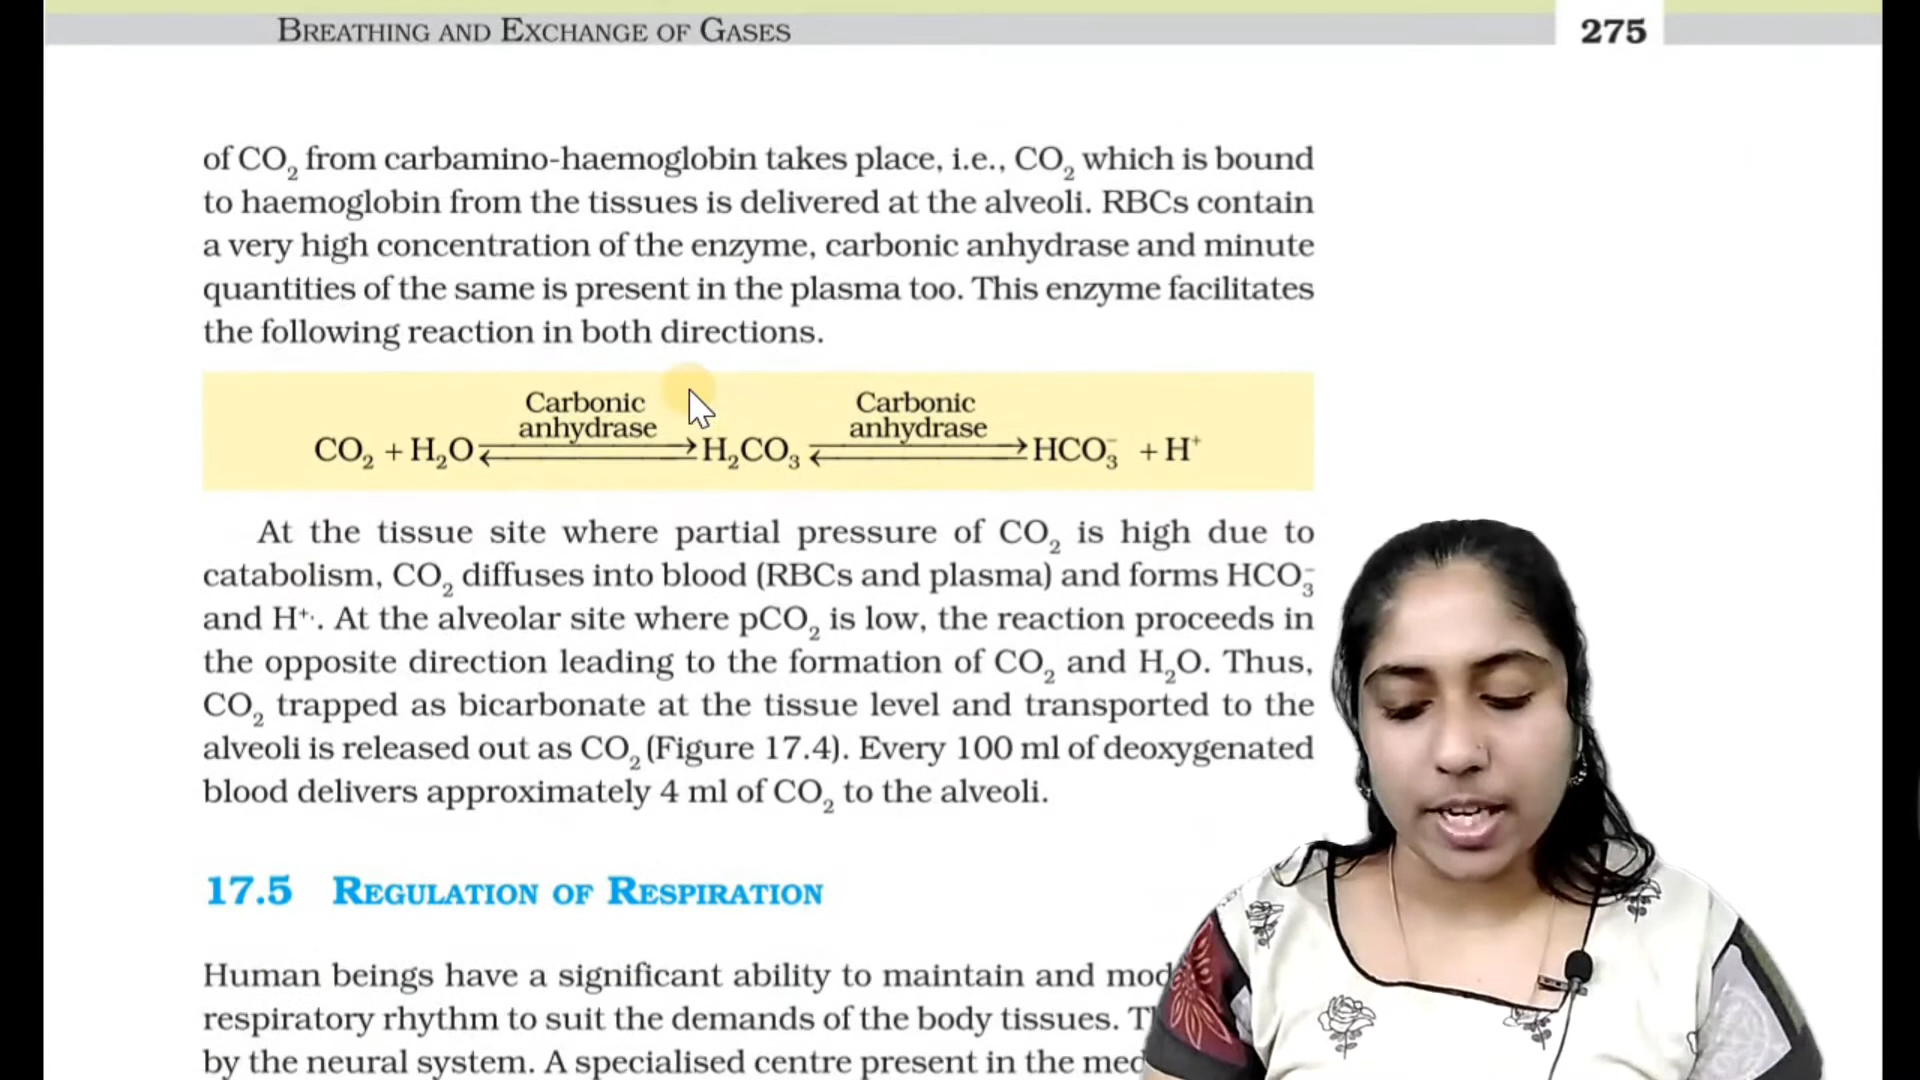 BREATHING AND EXCHANGE OF GASES 275
of CO₂ from carbamino-haemoglobin takes place, i.e., CO₂ which is bound
to haemoglobin from the tissues is delivered at the alveoli. RBCs contain
a very high concentration of the enzyme, carbonic anhydrase and minute
quantities of the same is present in the plasma too. This enzyme facilitates
the following reaction in both directions.
Carbonic Carbonic
anhydrase anhydrase
CO₂ + H₂O ⇌ H₂CO₃ ⇌ HCO₃⁻ + H⁺
At the tissue site where partial pressure of CO₂ is high due to
catabolism, CO₂ diffuses into blood (RBCs and plasma) and forms HCO₃⁻
and H⁺·. At the alveolar site where pCO₂ is low, the reaction proceeds in
the opposite direction leading to the formation of CO₂ and H₂O. Thus,
CO₂ trapped as bicarbonate at the tissue level and transported to the
alveoli is released out as CO₂ (Figure 17.4). Every 100 ml of deoxygenated
blood delivers approximately 4 ml of CO₂ to the alveoli.
17.5 REGULATION OF RESPIRATION
Human beings have a significant ability to maintain and
respiratory rhythm to suit the demands of the body tissues.
by the neural system. A specialised centre present in the